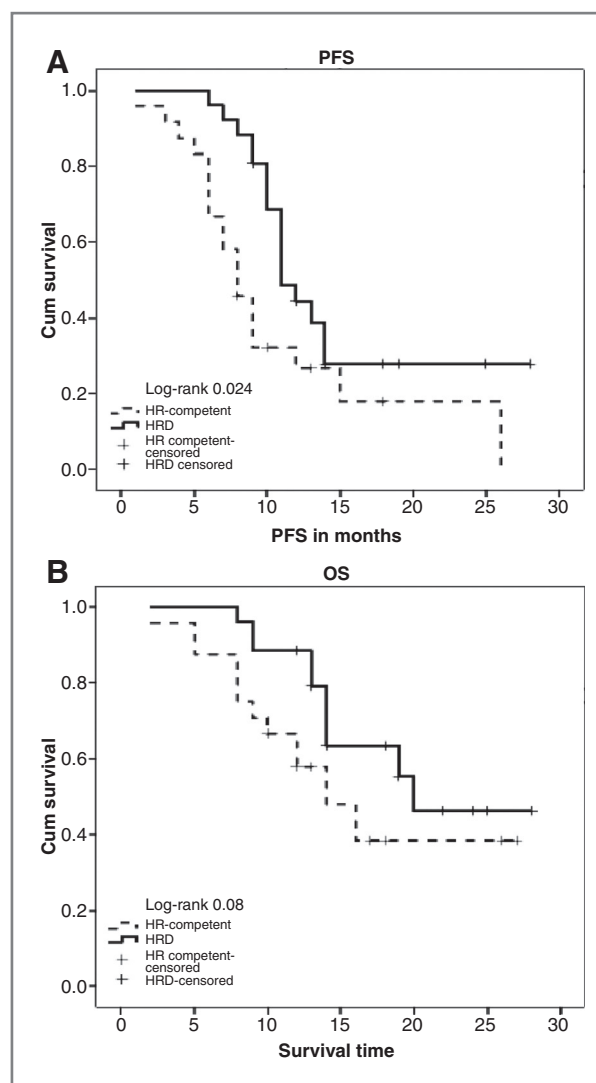 A
PFS
1.0
0.8
0.6
0.4
0.2
0.0
Cum survival
Log-rank 0.024
HR-competent
HRD
HR competent-
censored
HRD censored
0 5 10 15 20 25 30
PFS in months
B
OS
1.0
0.8
0.6
0.4
0.2
0.0
Cum survival
Log-rank 0.08
HR-competent
HRD
HR competent-
censored
HRD-censored
0 5 10 15 20 25 30
Survival time